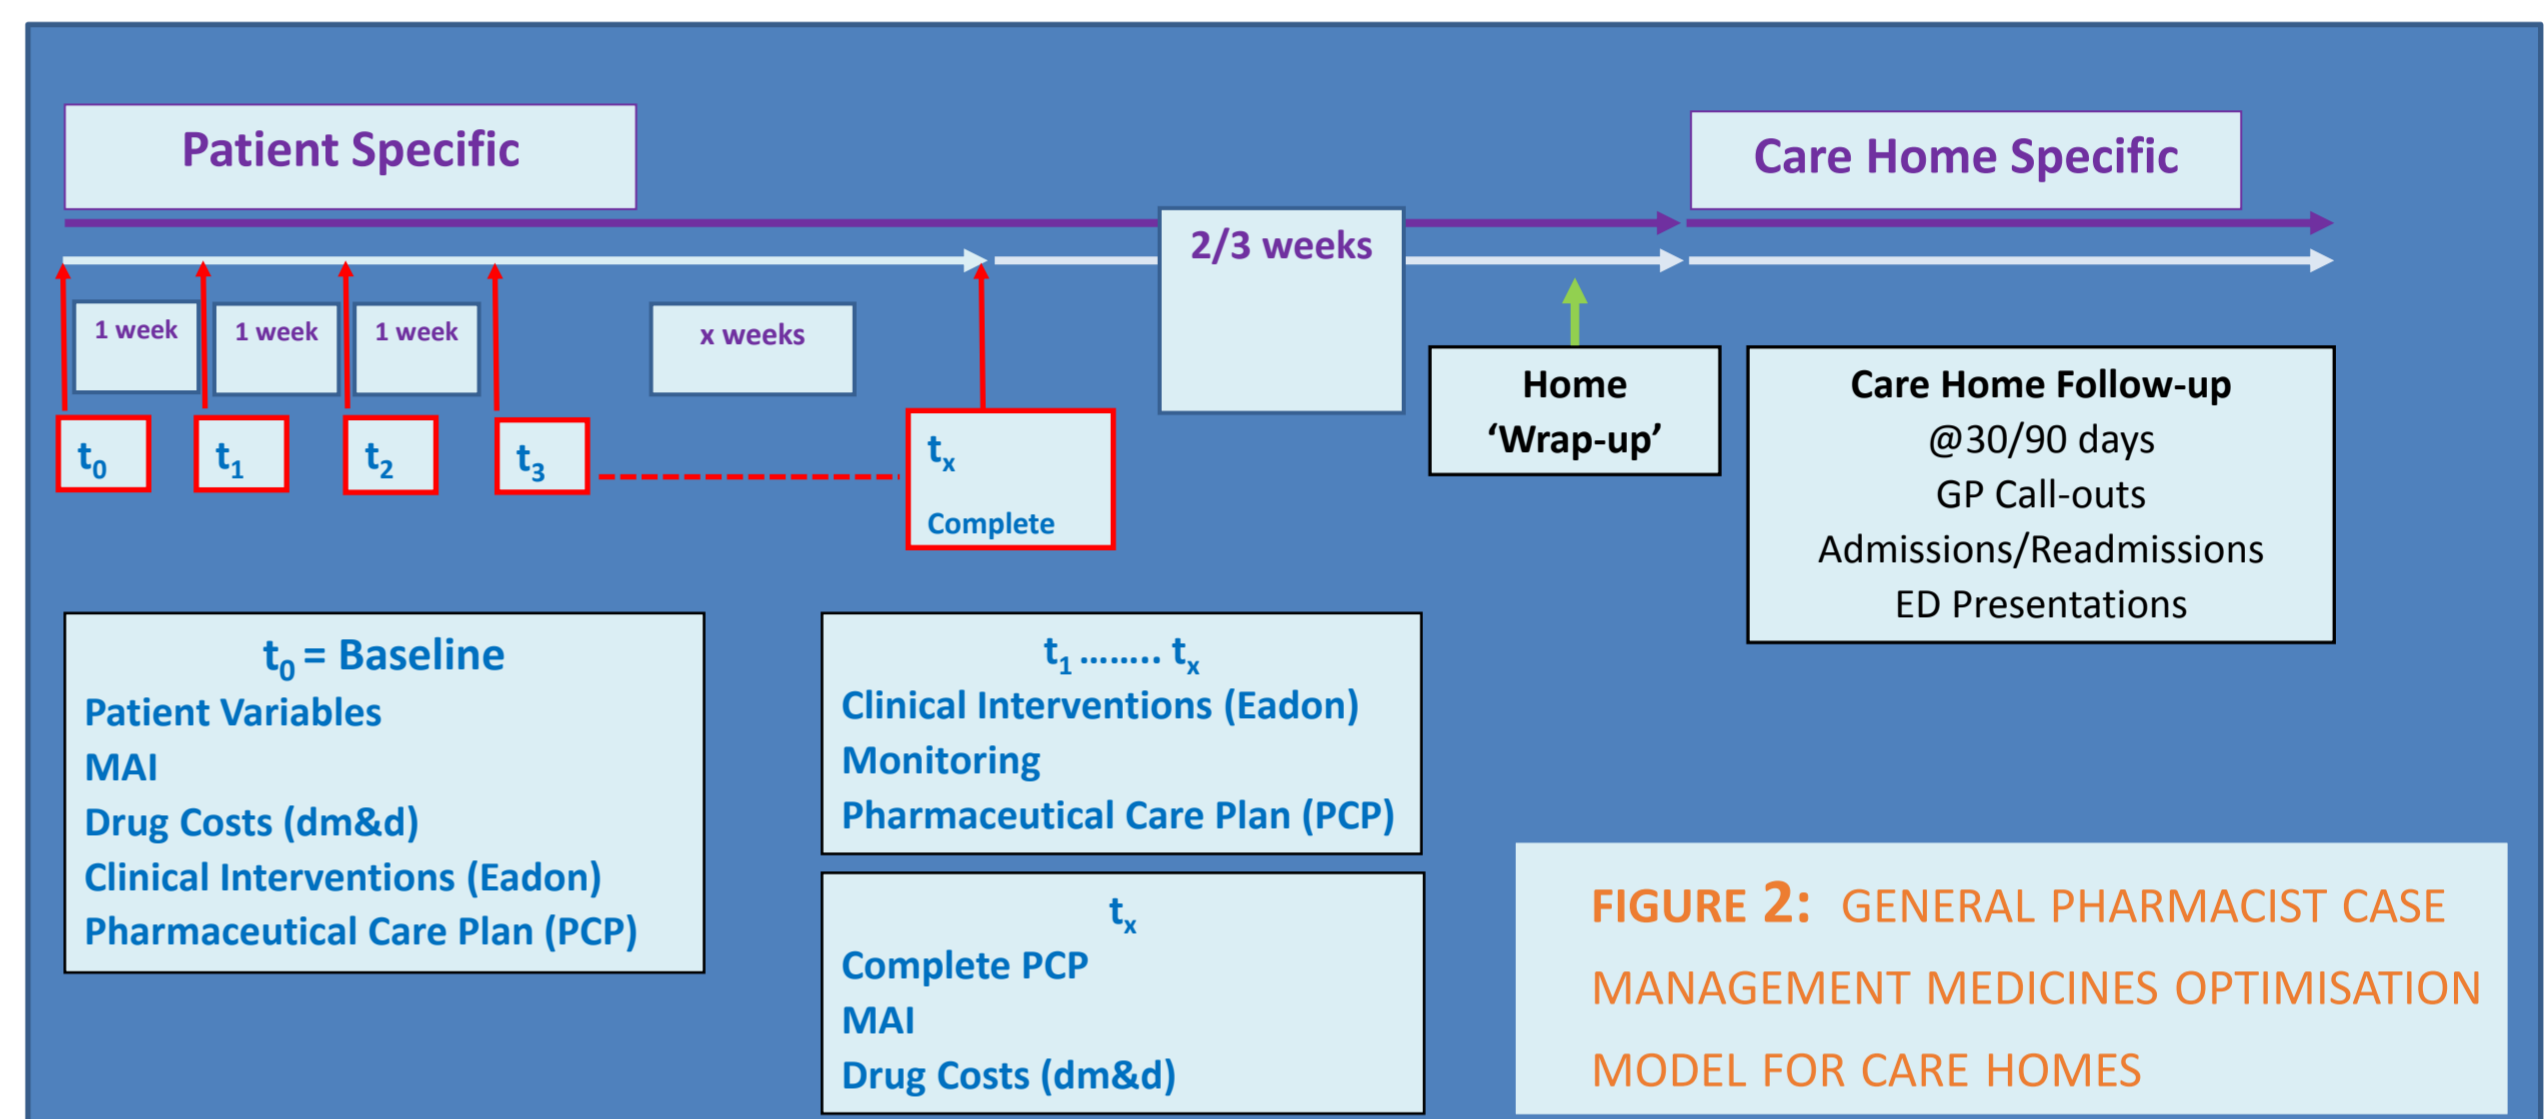 Patient Specific
Care Home Specific
2/3 weeks
1 week
1 week
1 week
x weeks
t₀
t₁
t₂
t₃
tₓ
Complete
Home
‘Wrap-up’
Care Home Follow-up
@30/90 days
GP Call-outs
Admissions/Readmissions
ED Presentations
t₀ = Baseline
Patient Variables
MAI
Drug Costs (dm&d)
Clinical Interventions (Eadon)
Pharmaceutical Care Plan (PCP)
t₁ …….. tₓ
Clinical Interventions (Eadon)
Monitoring
Pharmaceutical Care Plan (PCP)
tₓ
Complete PCP
MAI
Drug Costs (dm&d)
FIGURE 2: GENERAL PHARMACIST CASE
MANAGEMENT MEDICINES OPTIMISATION
MODEL FOR CARE HOMES